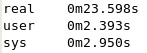 real    0m23.598s
user    0m2.393s
sys     0m2.950s